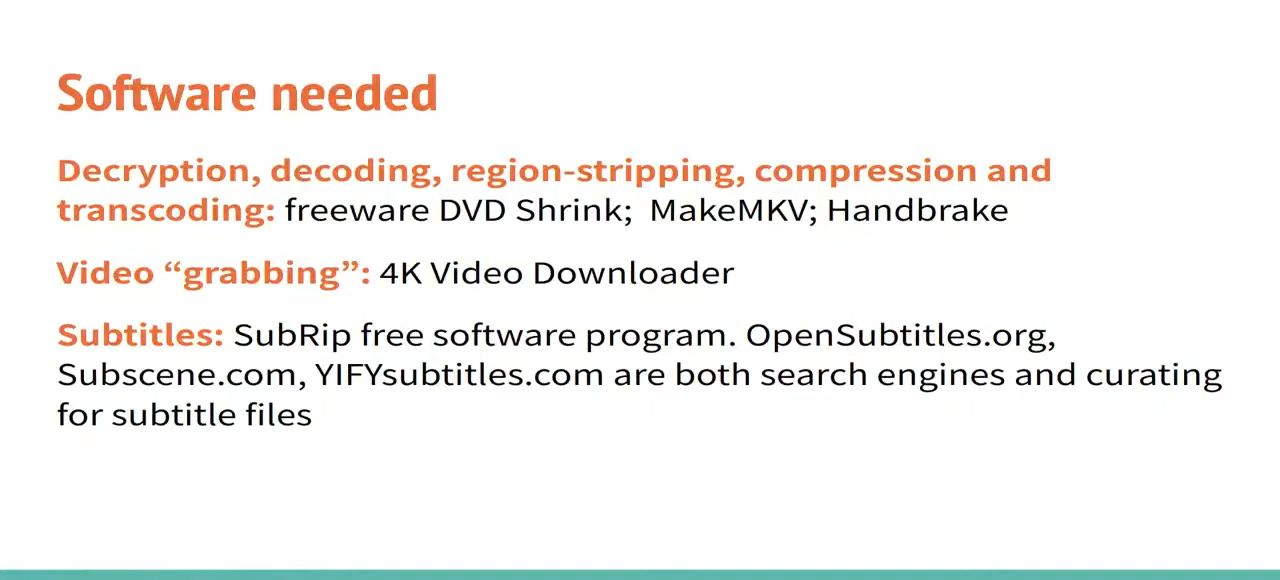 Software needed
Decryption, decoding, region-stripping, compression and
transcoding: freeware DVD Shrink;  MakeMKV; Handbrake
Video “grabbing”: 4K Video Downloader
Subtitles: SubRip free software program. OpenSubtitles.org,
Subscene.com, YIFYsubtitles.com are both search engines and curating
for subtitle files